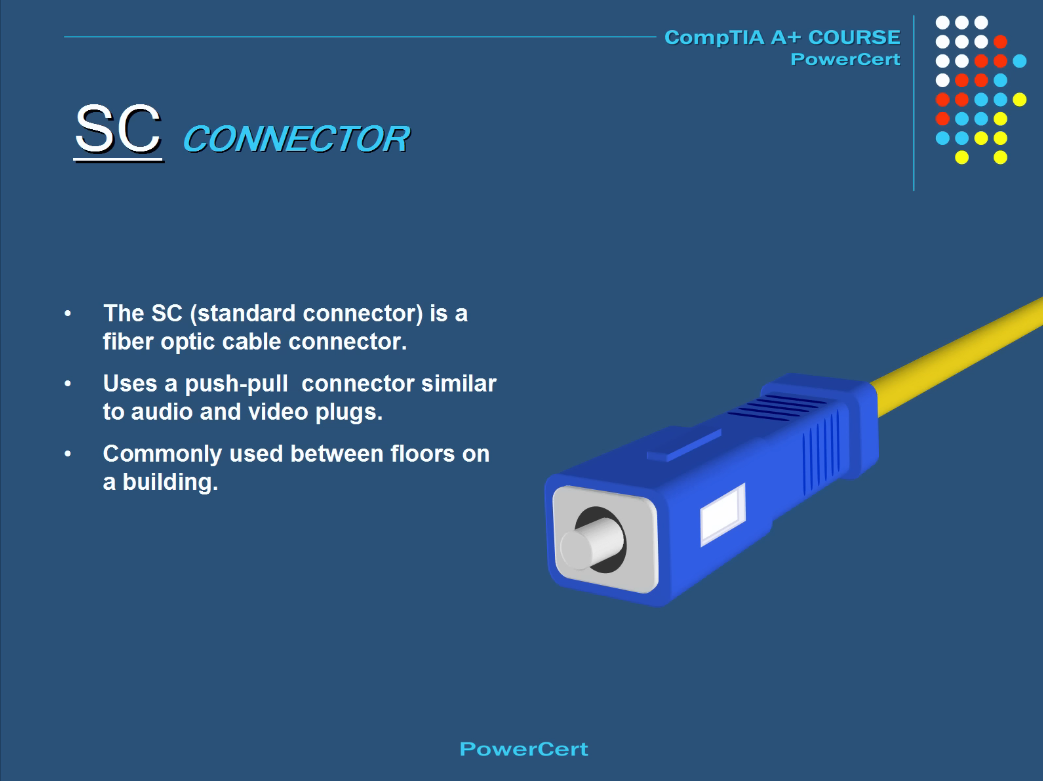 CompTIA A+ COURSE
PowerCert
SC CONNECTOR
• The SC (standard connector) is a
fiber optic cable connector.
• Uses a push-pull  connector similar
to audio and video plugs.
• Commonly used between floors on
a building.
PowerCert